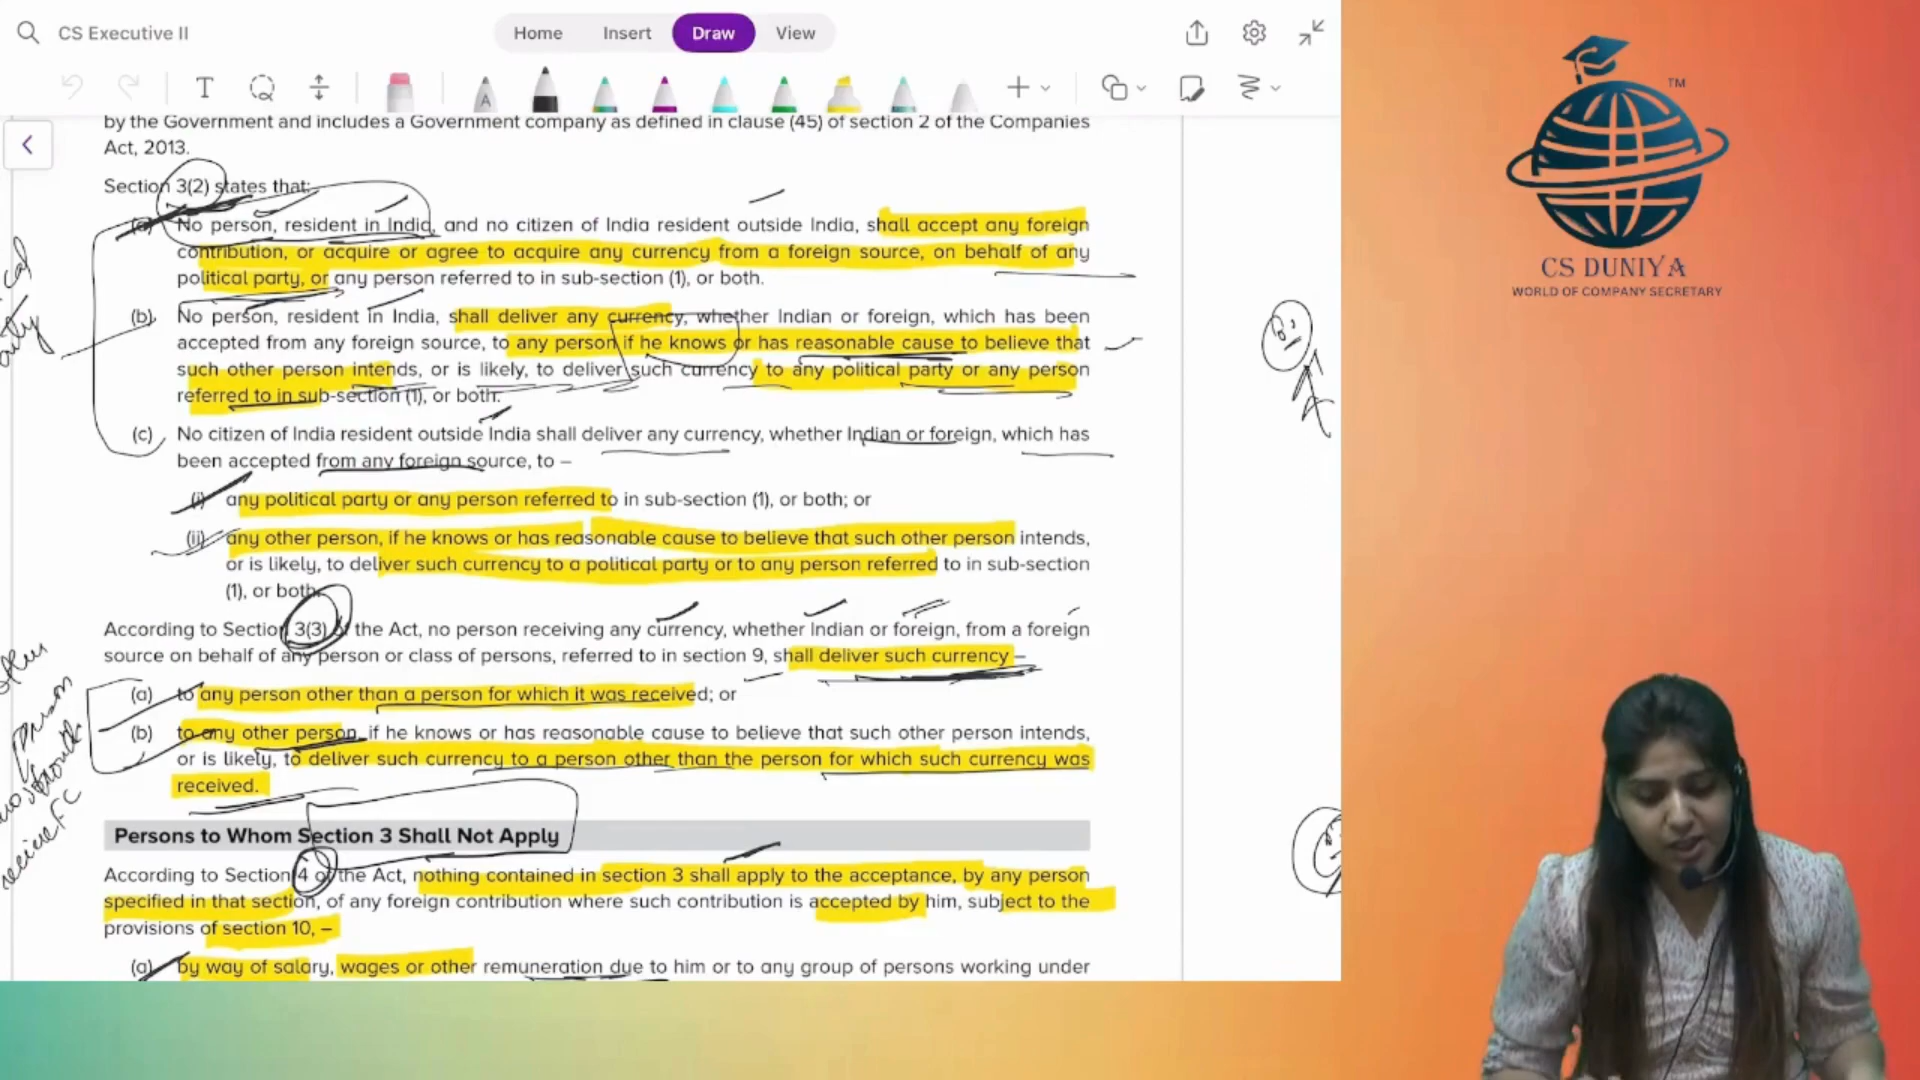 CS Executive II
Home
Insert
Draw
View
by the Government and includes a Government company as defined in clause (45) of section 2 of the Companies
Act, 2013.
Section 3(2) states that:
(a) No person, resident in India, and no citizen of India resident outside India, shall accept any foreign
contribution, or acquire or agree to acquire any currency from a foreign source, on behalf of any
political party, or any person referred to in sub-section (1), or both.
(b) No person, resident in India, shall deliver any currency, whether Indian or foreign, which has been
accepted from any foreign source, to any person if he knows or has reasonable cause to believe that
such other person intends, or is likely, to deliver such currency to any political party or any person
referred to in sub-section (1), or both.
(c) No citizen of India resident outside India shall deliver any currency, whether Indian or foreign, which has
been accepted from any foreign source, to –
(i) any political party or any person referred to in sub-section (1), or both; or
(ii) any other person, if he knows or has reasonable cause to believe that such other person intends,
or is likely, to deliver such currency to a political party or to any person referred to in sub-section
(1), or both.
According to Section 3(3) of the Act, no person receiving any currency, whether Indian or foreign, from a foreign
source on behalf of any person or class of persons, referred to in section 9, shall deliver such currency –
(a) to any person other than a person for which it was received; or
(b) to any other person, if he knows or has reasonable cause to believe that such other person intends,
or is likely, to deliver such currency to a person other than the person for which such currency was
received.
Persons to Whom Section 3 Shall Not Apply
According to Section 4 of the Act, nothing contained in section 3 shall apply to the acceptance, by any person
specified in that section, of any foreign contribution where such contribution is accepted by him, subject to the
provisions of section 10, –
(a) by way of salary, wages or other remuneration due to him or to any group of persons working under
person
receive FC
TM
CS DUNIYA
WORLD OF COMPANY SECRETARY